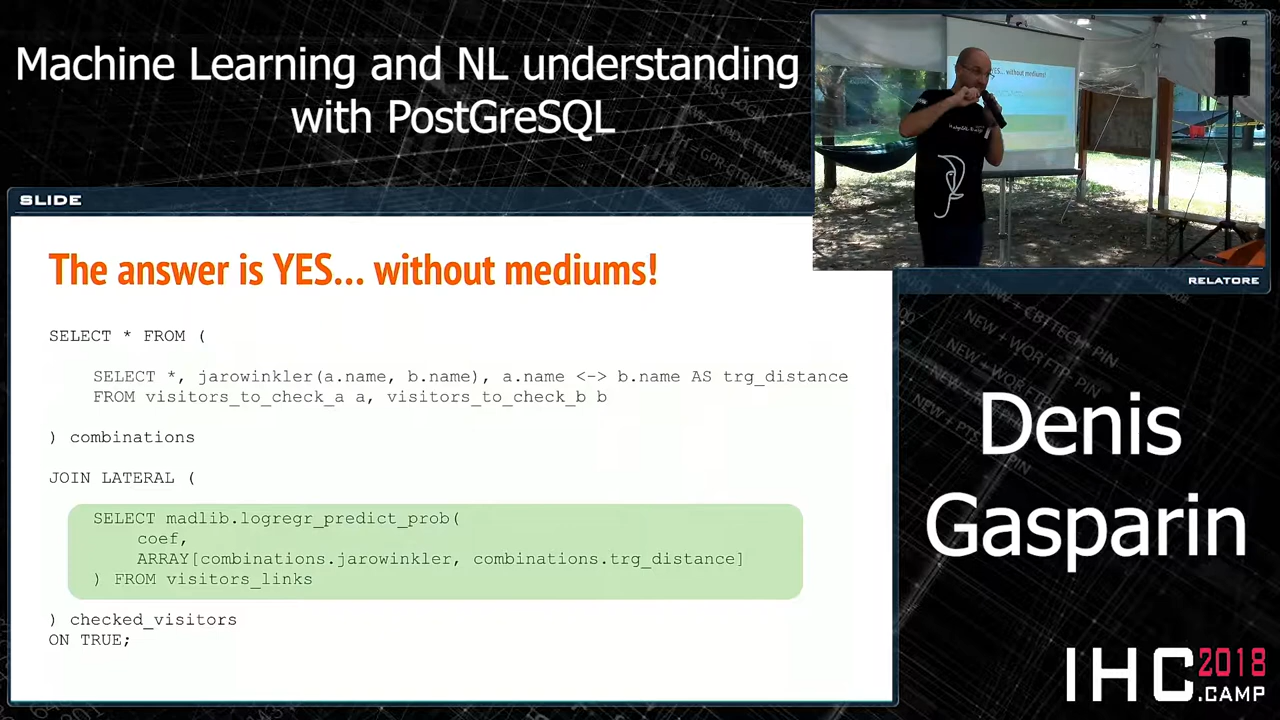 Machine Learning and NL understanding
with PostGreSQL
SLIDE
RELATORE
The answer is YES... without mediums!
SELECT * FROM (
SELECT *, jarowinkler(a.name, b.name), a.name <-> b.name AS trg_distance
FROM visitors_to_check_a a, visitors_to_check_b b
) combinations
JOIN LATERAL (
SELECT madlib.logregr_predict_prob(
coef,
ARRAY[combinations.jarowinkler, combinations.trg_distance]
) FROM visitors_links
) checked_visitors
ON TRUE;
Denis
Gasparin
IHC 2018
.CAMP